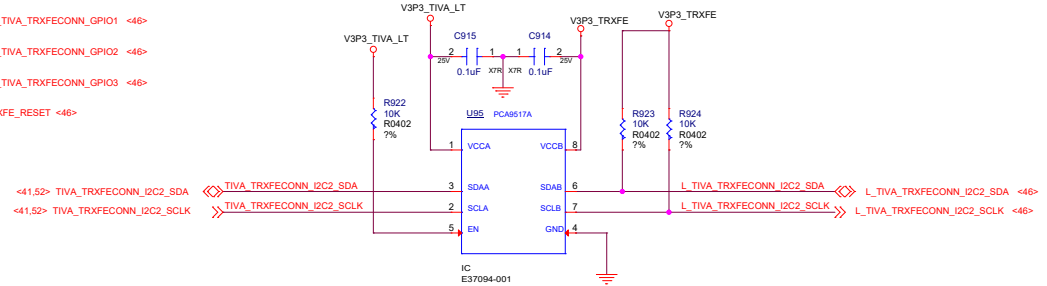 _TIVA_TRXFECONN_GPIO1 <46>
_TIVA_TRXFECONN_GPIO2 <46>
_TIVA_TRXFECONN_GPIO3 <46>
XFE_RESET <46>
V3P3_TIVA_LT
V3P3_TIVA_LT
V3P3_TRXFE
V3P3_TRXFE
C915
C914
2 1 1 2
25V X7R X7R 25V
0.1uF 0.1uF
R922
10K
R0402
?%
U95 PCA9517A
R923
10K
R0402
?%
R924
10K
R0402
?%
1 VCCA VCCB 8
<41,52> TIVA_TRXFECONN_I2C2_SDA TIVA_TRXFECONN_I2C2_SDA 3 SDAA SDAB 6 L_TIVA_TRXFECONN_I2C2_SDA L_TIVA_TRXFECONN_I2C2_SDA <46>
<41,52> TIVA_TRXFECONN_I2C2_SCLK TIVA_TRXFECONN_I2C2_SCLK 2 SCLA SCLB 7 L_TIVA_TRXFECONN_I2C2_SCLK L_TIVA_TRXFECONN_I2C2_SCLK <46>
5 EN GND 4
IC
E37094-001